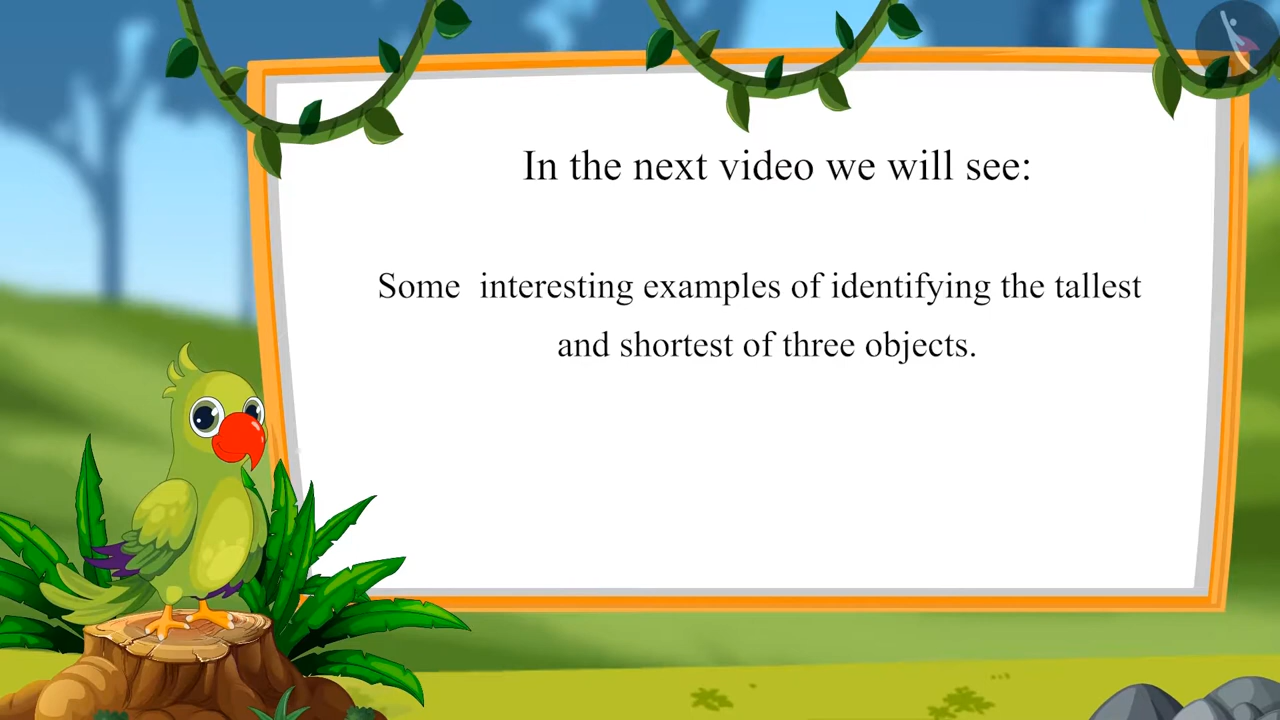 In the next video we will see:
Some interesting examples of identifying the tallest
and shortest of three objects.